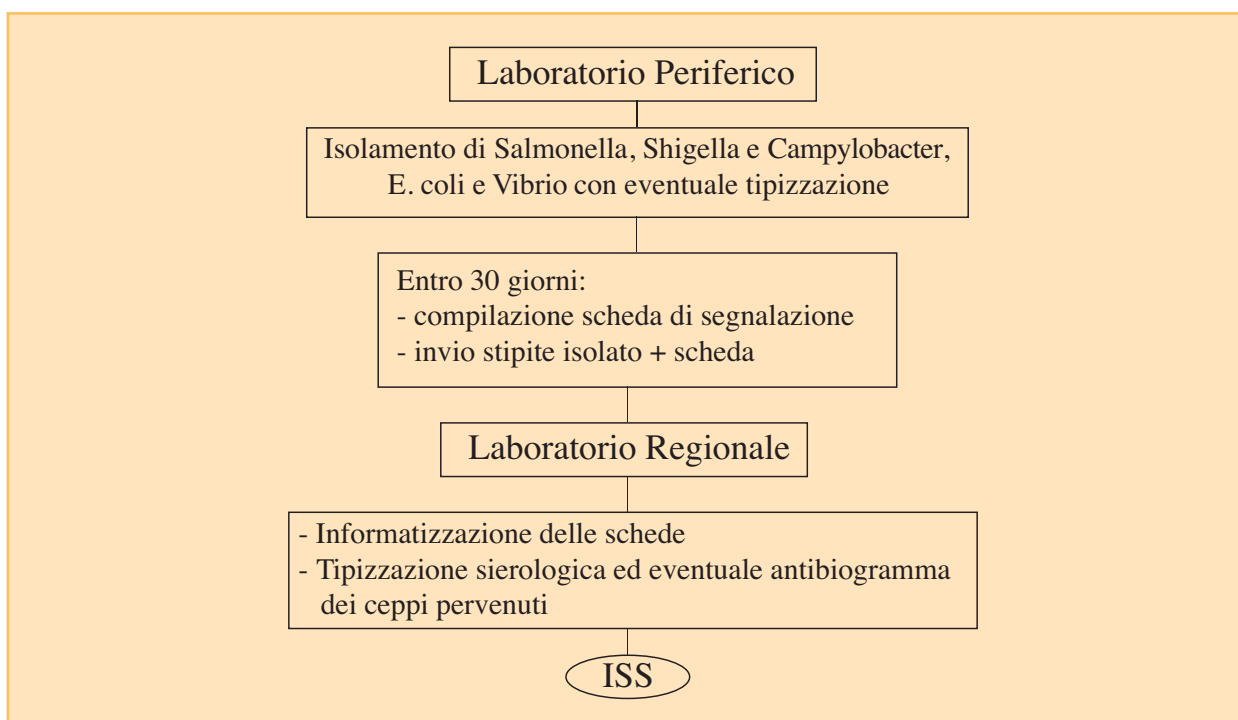 Laboratorio Periferico
Isolamento di Salmonella, Shigella e Campylobacter,
E. coli e Vibrio con eventuale tipizzazione
Entro 30 giorni:
- compilazione scheda di segnalazione
- invio stipite isolato + scheda
Laboratorio Regionale
- Informatizzazione delle schede
- Tipizzazione sierologica ed eventuale antibiogramma
dei ceppi pervenuti
ISS